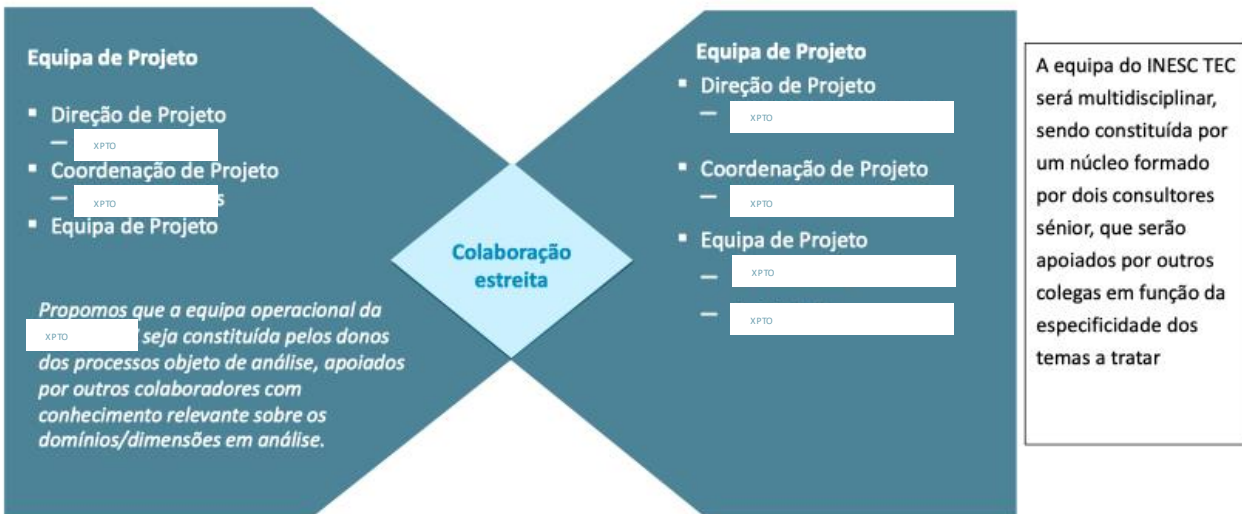 Equipa de Projeto
▪ Direção de Projeto
– XPTO
▪ Coordenação de Projeto
– XPTO s
▪ Equipa de Projeto
Propomos que a equipa operacional da
XPTO seja constituída pelos donos
dos processos objeto de análise, apoiados
por outros colaboradores com
conhecimento relevante sobre os
domínios/dimensões em análise.
Colaboração
estreita
Equipa de Projeto
▪ Direção de Projeto
– XPTO
▪ Coordenação de Projeto
– XPTO
▪ Equipa de Projeto
– XPTO
– XPTO
A equipa do INESC TEC
será multidisciplinar,
sendo constituída por
um núcleo formado
por dois consultores
sénior, que serão
apoiados por outros
colegas em função da
especificidade dos
temas a tratar